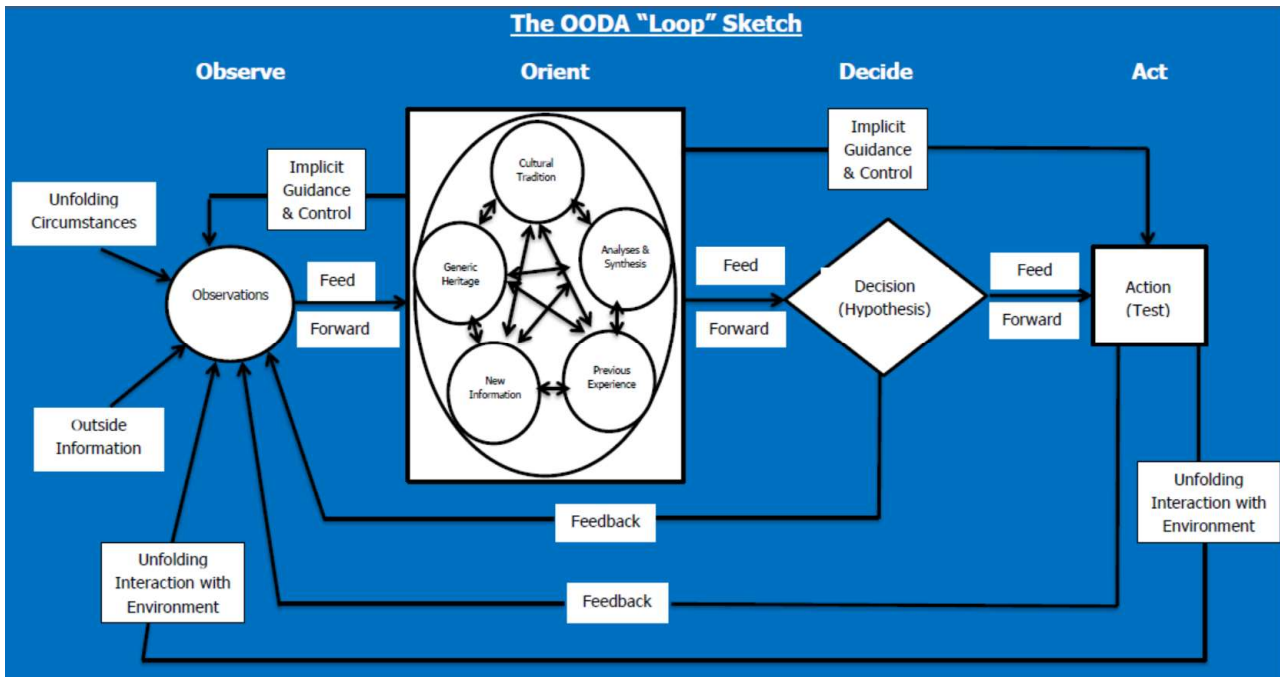 The OODA “Loop” Sketch
Observe
Orient
Decide
Act
Unfolding
Circumstances
Implicit
Guidance
& Control
Observations
Outside
Information
Feed
Forward
Cultural
Tradition
Generic
Heritage
Analyses &
Synthesis
New
Information
Previous
Experience
Feed
Forward
Implicit
Guidance
& Control
Decision
(Hypothesis)
Feed
Forward
Action
(Test)
Feedback
Feedback
Unfolding
Interaction with
Environment
Unfolding
Interaction with
Environment